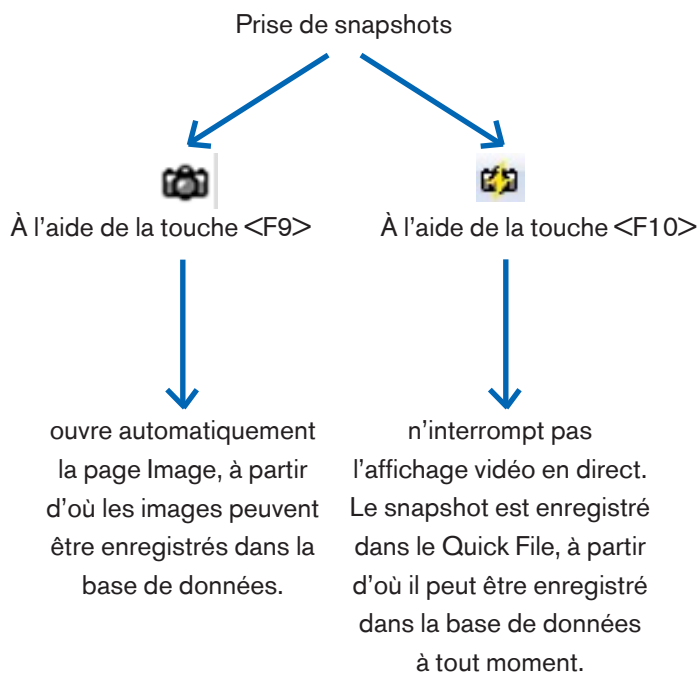 Prise de snapshots
À l'aide de la touche <F9>
À l'aide de la touche <F10>
ouvre automatiquement
la page Image, à partir
d'où les images peuvent
être enregistrés dans la
base de données.
n'interrompt pas
l'affichage vidéo en direct.
Le snapshot est enregistré
dans le Quick File, à partir
d'où il peut être enregistré
dans la base de données
à tout moment.